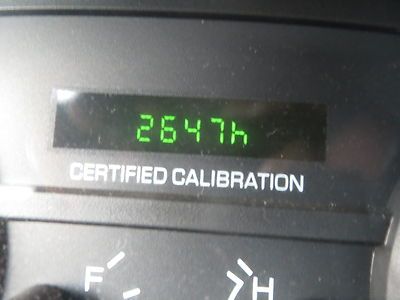 2647h
CERTIFIED CALIBRATION
F H